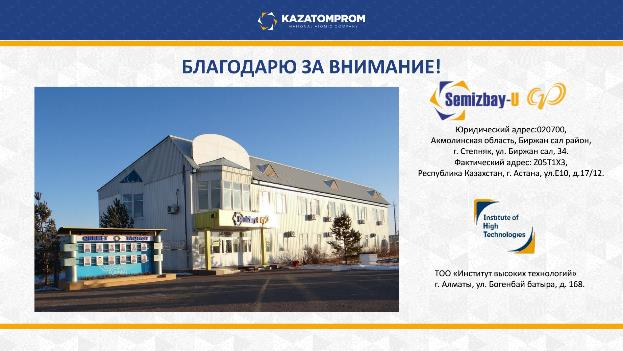 KAZATOMPROM
NATIONAL ATOMIC COMPANY
БЛАГОДАРЮ ЗА ВНИМАНИЕ!
Semizbay-U
Юридический адрес:020700,
Акмолинская область, Биржан сал район,
г. Степняк, ул. Биржан сал, 34.
Фактический адрес: Z05T1X3,
Республика Казахстан, г. Астана, ул.Е10, д.17/12.
Institute of
High
Technologies
ТОО «Институт высоких технологий»
г. Алматы, ул. Богенбай батыра, д. 168.